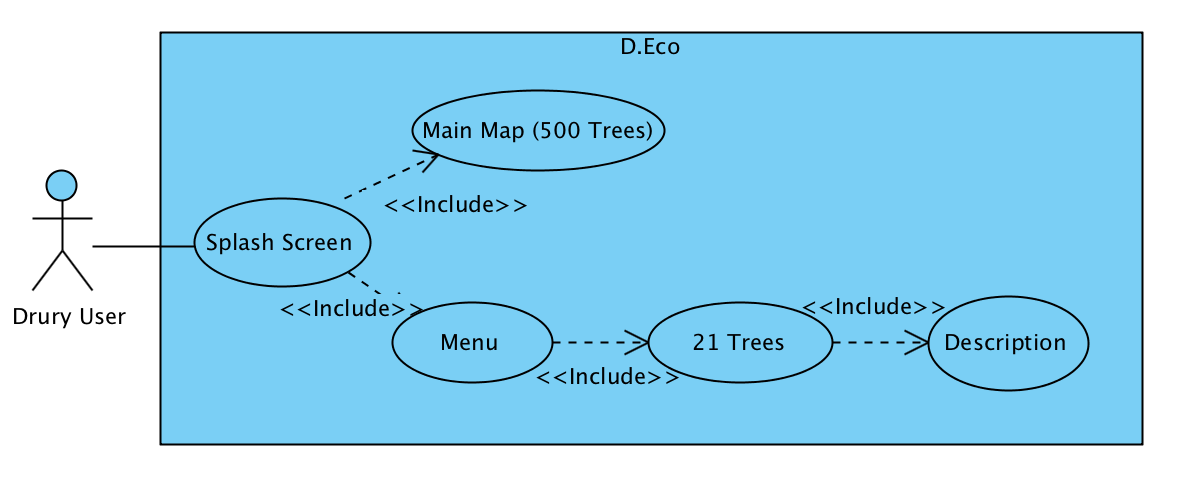 D.Eco
Main Map (500 Trees)
<<Include>>
Splash Screen
Drury User
<<Include>>
<<Include>>
Menu
21 Trees
Description
<<Include>>